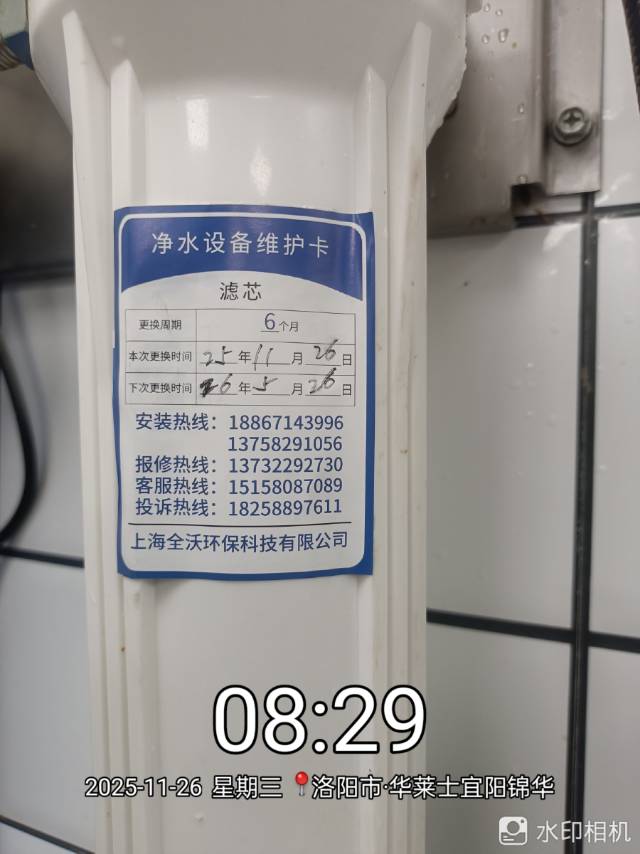 净水设备维护卡
滤芯
更换周期 6个月
本次更换时间 25年11月26日
下次更换时间 26年5月26日
安装热线：18867143996
13758291056
报修热线：13732292730
客服热线：15158087089
投诉热线：18258897611
上海全沃环保科技有限公司
08:29
2025-11-26 星期三 洛阳市·华莱士宜阳锦华
水印相机